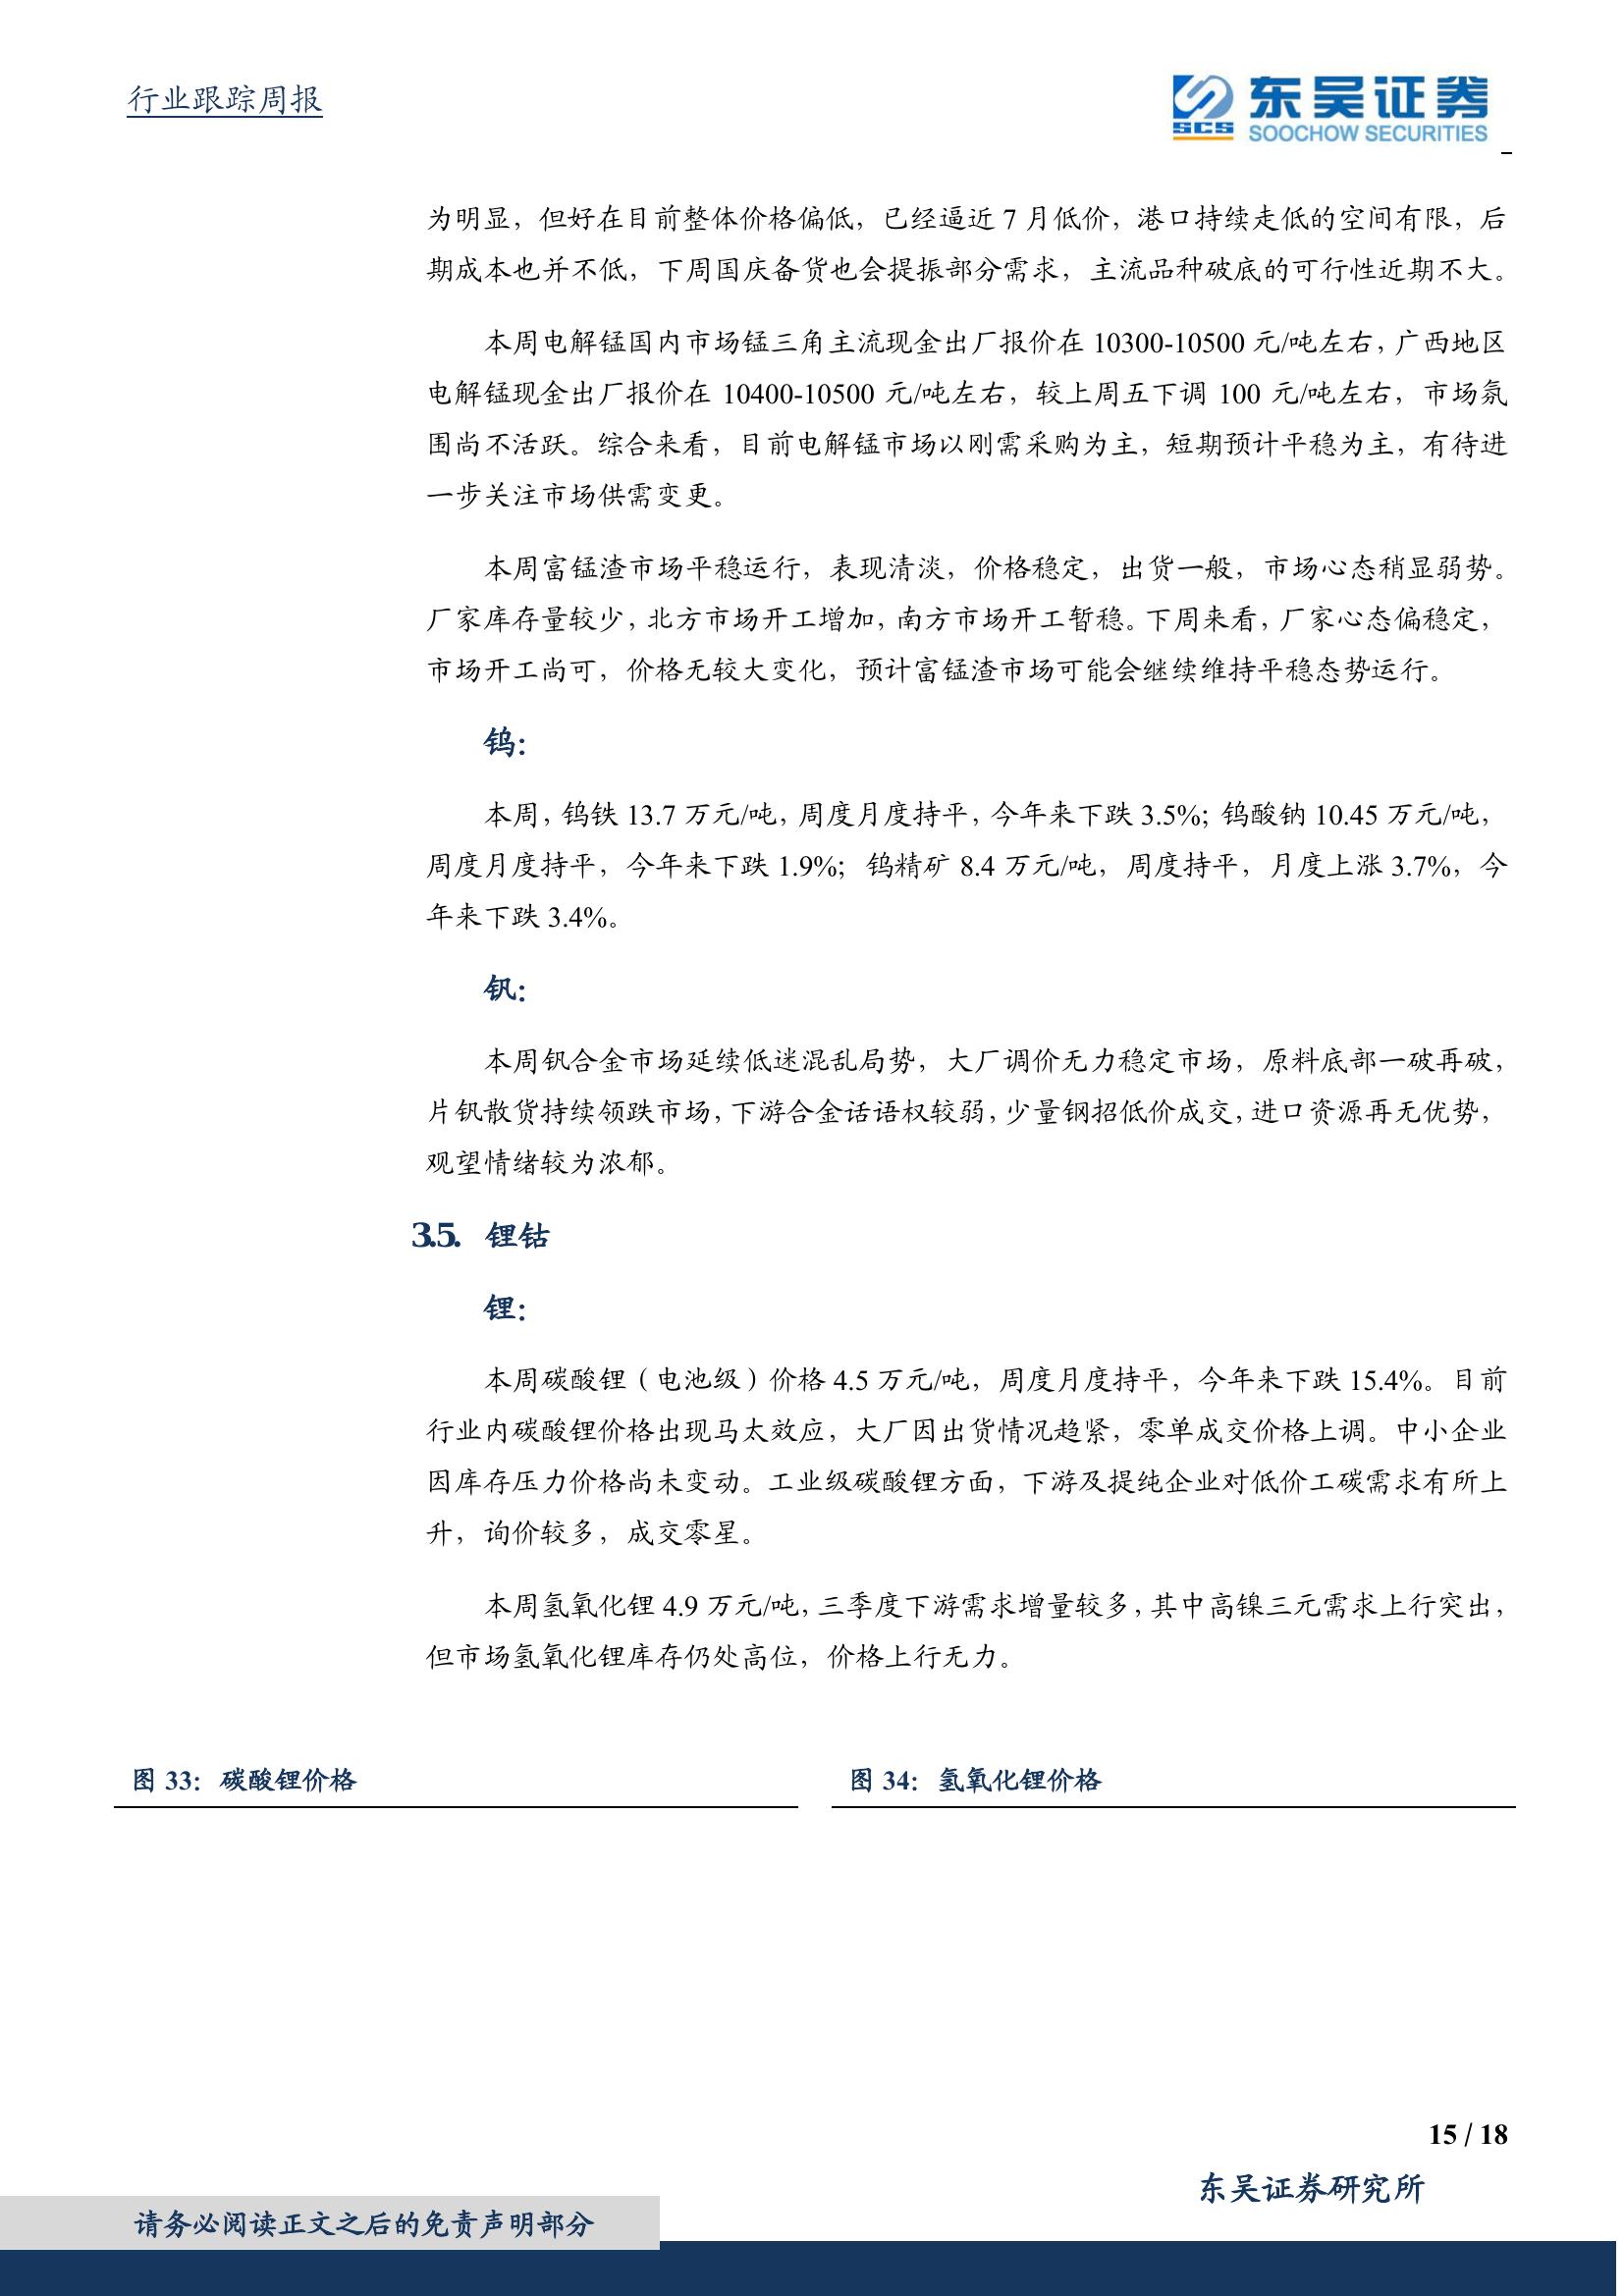 行业跟踪周报
东吴证券
SCS
SOOCHOW SECURITIES
为明显，但好在目前整体价格偏低，已经逼近 7 月低价，港口持续走低的空间有限，后
期成本也并不低，下周国庆备货也会提振部分需求，主流品种破底的可行性近期不大。
本周电解锰国内市场锰三角主流现金出厂报价在 10300-10500 元/吨左右，广西地区
电解锰现金出厂报价在 10400-10500 元/吨左右，较上周五下调 100 元/吨左右，市场氛
围尚不活跃。综合来看，目前电解锰市场以刚需采购为主，短期预计平稳为主，有待进
一步关注市场供需变更。
本周富锰渣市场平稳运行，表现清淡，价格稳定，出货一般，市场心态稍显弱势。
厂家库存量较少，北方市场开工增加，南方市场开工暂稳。下周来看，厂家心态偏稳定，
市场开工尚可，价格无较大变化，预计富锰渣市场可能会继续维持平稳态势运行。
钨：
本周，钨铁 13.7 万元/吨，周度月度持平，今年来下跌 3.5%；钨酸钠 10.45 万元/吨，
周度月度持平，今年来下跌 1.9%；钨精矿 8.4 万元/吨，周度持平，月度上涨 3.7%，今
年来下跌 3.4%。
钒：
本周钒合金市场延续低迷混乱局势，大厂调价无力稳定市场，原料底部一破再破，
片钒散货持续领跌市场，下游合金话语权较弱，少量钢招低价成交，进口资源再无优势，
观望情绪较为浓郁。
3.5. 锂钴
锂：
本周碳酸锂（电池级）价格 4.5 万元/吨，周度月度持平，今年来下跌 15.4%。目前
行业内碳酸锂价格出现马太效应，大厂因出货情况趋紧，零单成交价格上调。中小企业
因库存压力价格尚未变动。工业级碳酸锂方面，下游及提纯企业对低价工碳需求有所上
升，询价较多，成交零星。
本周氢氧化锂 4.9 万元/吨，三季度下游需求增量较多，其中高镍三元需求上行突出，
但市场氢氧化锂库存仍处高位，价格上行无力。
图 33：碳酸锂价格
图 34：氢氧化锂价格
15 / 18
东吴证券研究所
请务必阅读正文之后的免责声明部分